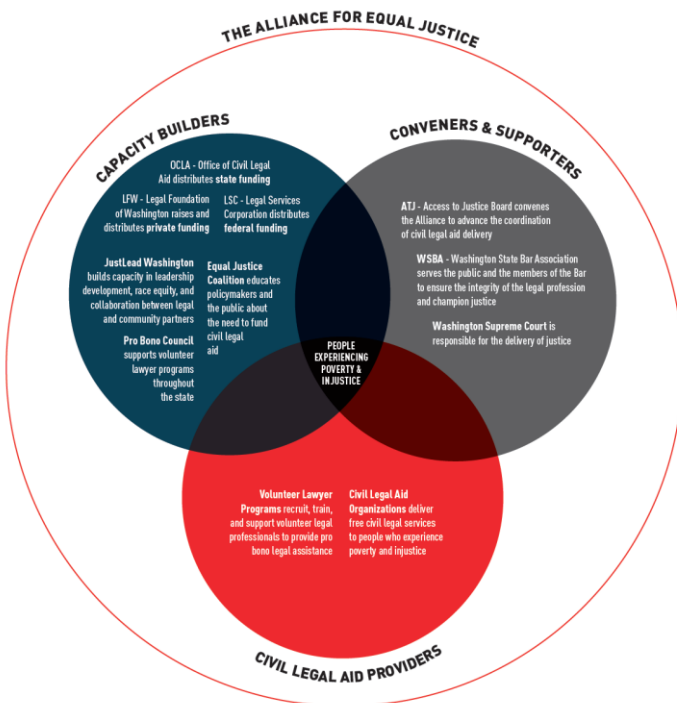 THE ALLIANCE FOR EQUAL JUSTICE
CAPACITY BUILDERS
OCLA - Office of Civil Legal
Aid distributes state funding
LFW - Legal Foundation
of Washington raises and
distributes private funding
LSC - Legal Services
Corporation distributes
federal funding
JustLead Washington
builds capacity in leadership
development, race equity, and
collaboration between legal
and community partners
Equal Justice
Coalition educates
policymakers and
the public about
the need to fund
civil legal
aid
Pro Bono Council
supports volunteer
lawyer programs
throughout
the state
CONVENERS & SUPPORTERS
ATJ - Access to Justice Board convenes
the Alliance to advance the coordination
of civil legal aid delivery
WSBA - Washington State Bar Association
serves the public and the members of the Bar
to ensure the integrity of the legal profession
and champion justice
Washington Supreme Court is
responsible for the delivery of justice
PEOPLE
EXPERIENCING
POVERTY &
INJUSTICE
Volunteer Lawyer
Programs recruit, train,
and support volunteer legal
professionals to provide pro
bono legal assistance
Civil Legal Aid
Organizations deliver
free civil legal services
to people who experience
poverty and injustice
CIVIL LEGAL AID PROVIDERS